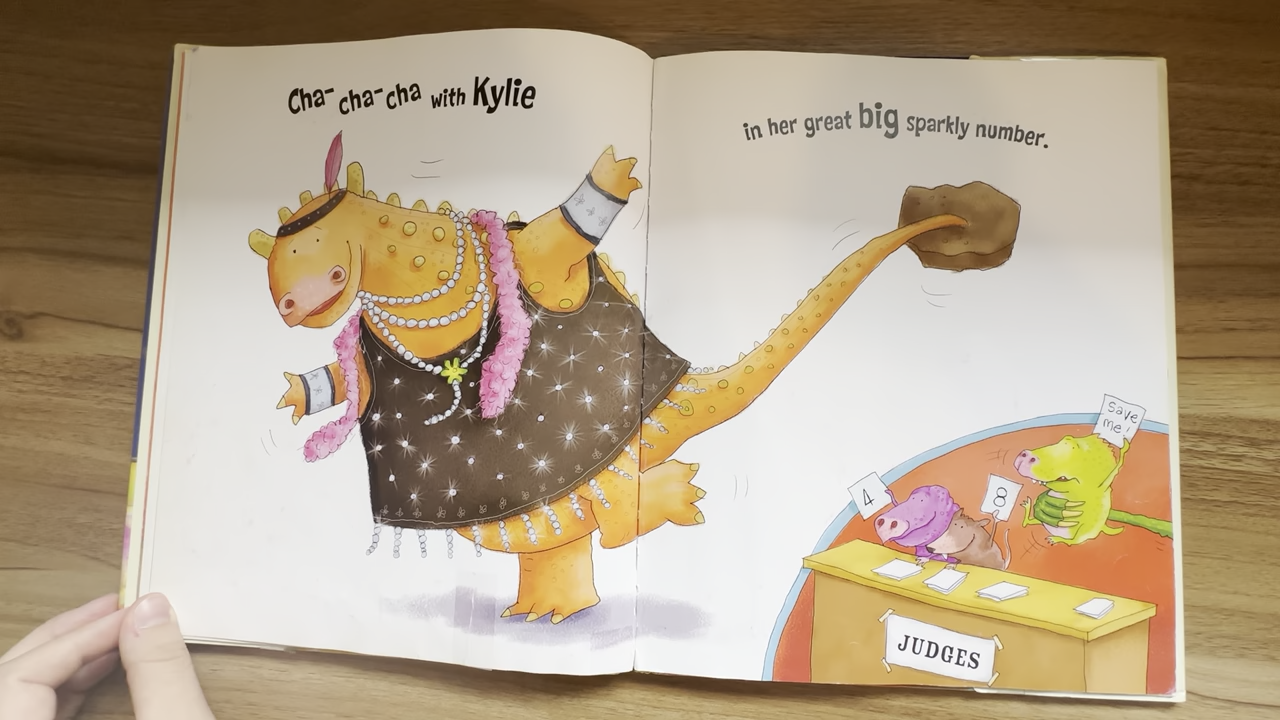 Cha-cha-cha with Kylie
in her great big sparkly number.
save
me!
4
8
JUDGES